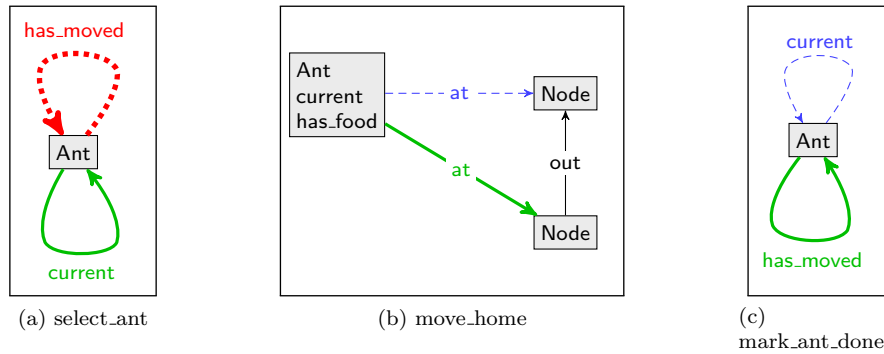 has_moved
Ant
current
(a) select_ant
Ant
current
has_food
at
Node
at
out
Node
(b) move_home
current
Ant
has_moved
(c)
mark_ant_done